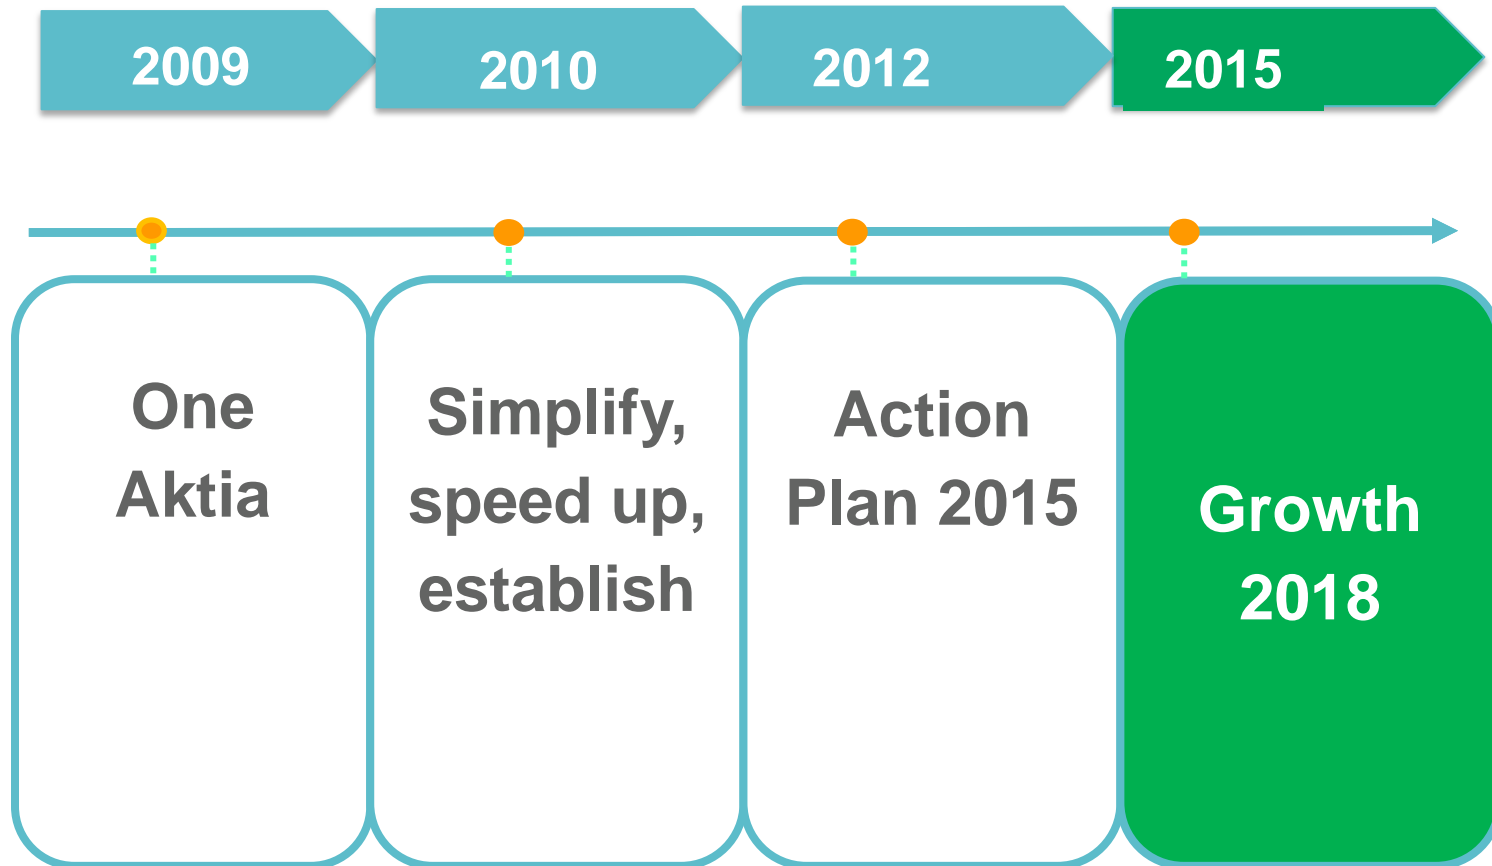 2009
2010
2012
2015
One
Aktia
Simplify,
speed up,
establish
Action
Plan 2015
Growth
2018